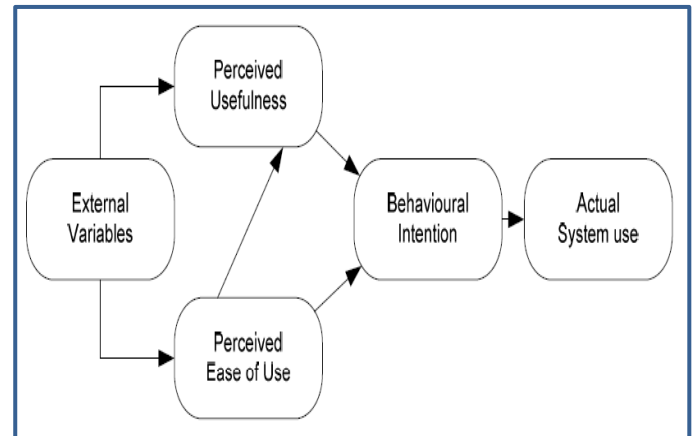 Perceived
Usefulness
External
Variables
Behavioural
Intention
Actual
System use
Perceived
Ease of Use